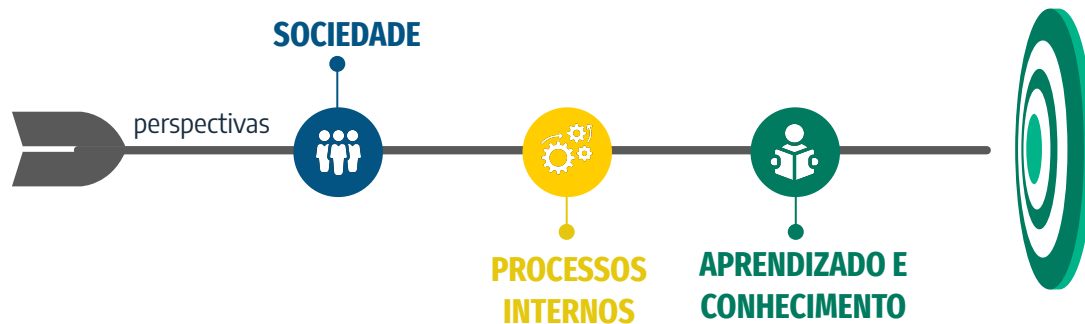 SOCIEDADE
perspectivas
PROCESSOS
INTERNOS
APRENDIZADO E
CONHECIMENTO